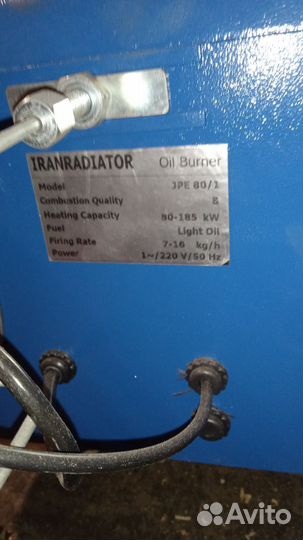 IRANRADIATOR Oil Burner
Model JPE 80/1
Combustion Quality B
Heating Capacity 80-185 kW
Fuel Light Oil
Firing Rate 7-16 kg/h
Power 1~/220 V/50 Hz
Avito